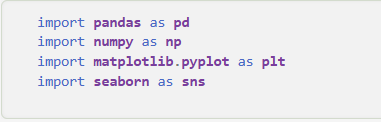 import pandas as pd
import numpy as np
import matplotlib.pyplot as plt
import seaborn as sns